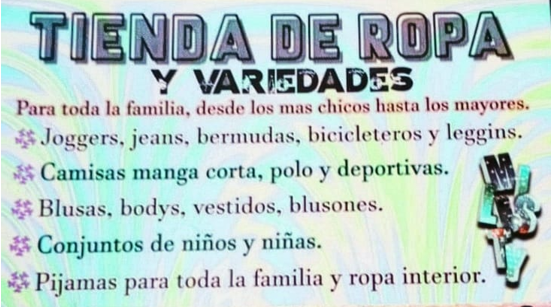 TIENDA DE ROPA
Y VARIEDADES
Para toda la familia, desde los mas chicos hasta los mayores.
Joggers, jeans, bermudas, bicicleteros y leggins.
Camisas manga corta, polo y deportivas.
Blusas, bodys, vestidos, blusones.
Conjuntos de niños y niñas.
Pijamas para toda la familia y ropa interior.